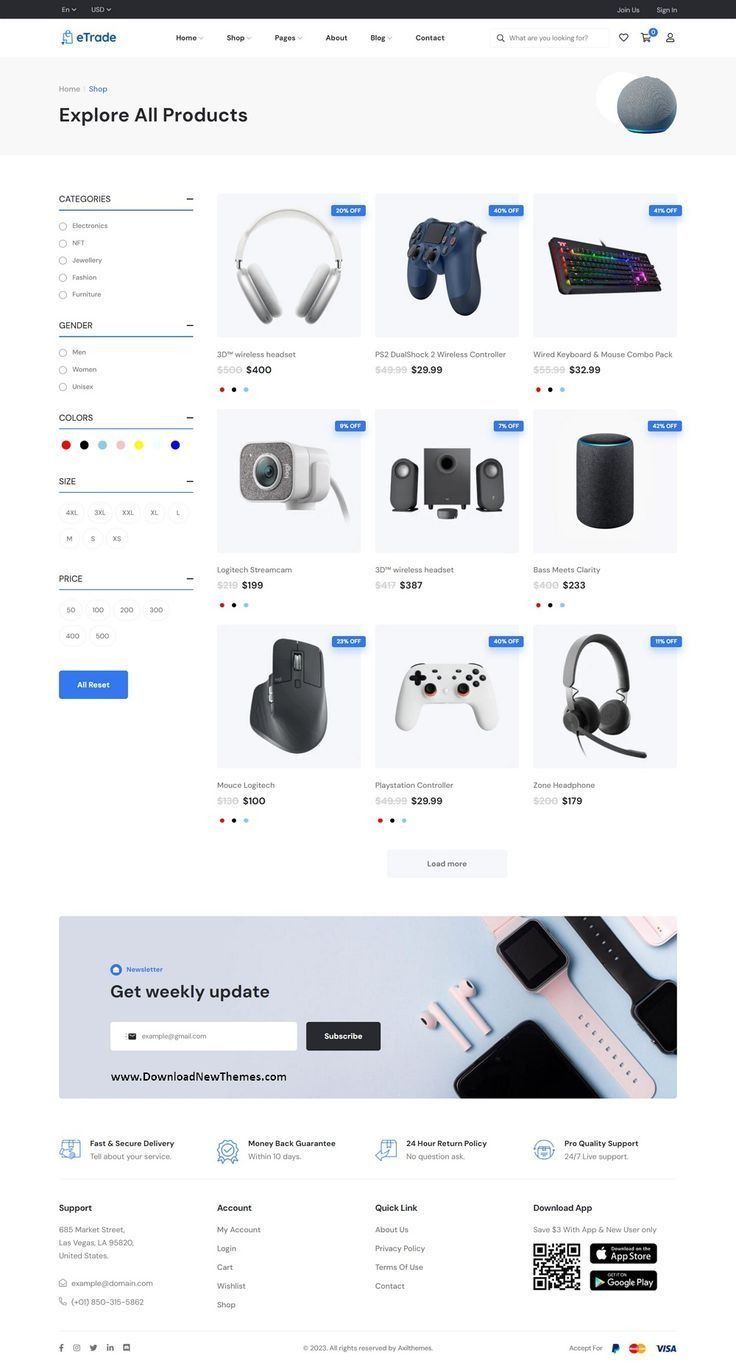 En USD Join Us Sign In
eTrade Home Shop Pages About Blog Contact What are you looking for? 0
Home Shop
Explore All Products
CATEGORIES
Electronics
NFT
Jewellery
Fashion
Furniture
GENDER
Men
Women
Unisex
COLORS
SIZE
4XL 3XL XXL XL L
M S XS
PRICE
50 100 200 300
400 500
All Reset
20% OFF
3D™ wireless headset
$500 $400
40% OFF
PS2 DualShock 2 Wireless Controller
$49.99 $29.99
41% OFF
Wired Keyboard & Mouse Combo Pack
$55.99 $32.99
9% OFF
logi
Logitech Streamcam
$219 $199
7% OFF
3D™ wireless headset
$417 $387
42% OFF
Bass Meets Clarity
$400 $233
23% OFF
Mouce Logitech
$130 $100
40% OFF
Playstation Controller
$49.99 $29.99
11% OFF
Zone Headphone
$200 $179
Load more
Newsletter
Get weekly update
example@gmail.com Subscribe
www.DownloadNewThemes.com
Fast & Secure Delivery
Tell about your service.
Money Back Guarantee
Within 10 days.
24 Hour Return Policy
No question ask.
Pro Quality Support
24/7 Live support.
Support
685 Market Street,
Las Vegas, LA 95820,
United States.
example@domain.com
(+01) 850-315-5862
Account
My Account
Login
Cart
Wishlist
Shop
Quick Link
About Us
Privacy Policy
Terms Of Use
Contact
Download App
Save $3 With App & New User only
Download on the
App Store
GET IT ON
Google Play
© 2023. All rights reserved by Axilthemes.
Accept For VISA